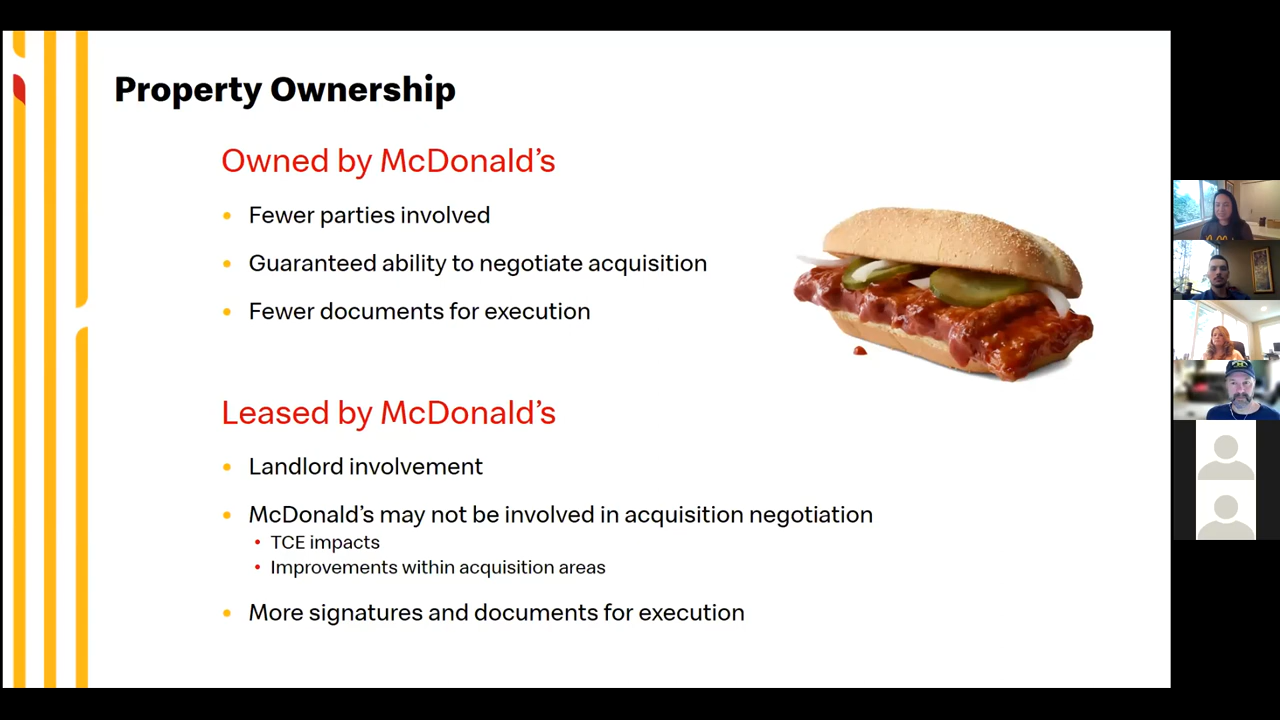 Property Ownership
Owned by McDonald's
• Fewer parties involved
• Guaranteed ability to negotiate acquisition
• Fewer documents for execution
Leased by McDonald's
• Landlord involvement
• McDonald's may not be involved in acquisition negotiation
• TCE impacts
• Improvements within acquisition areas
• More signatures and documents for execution